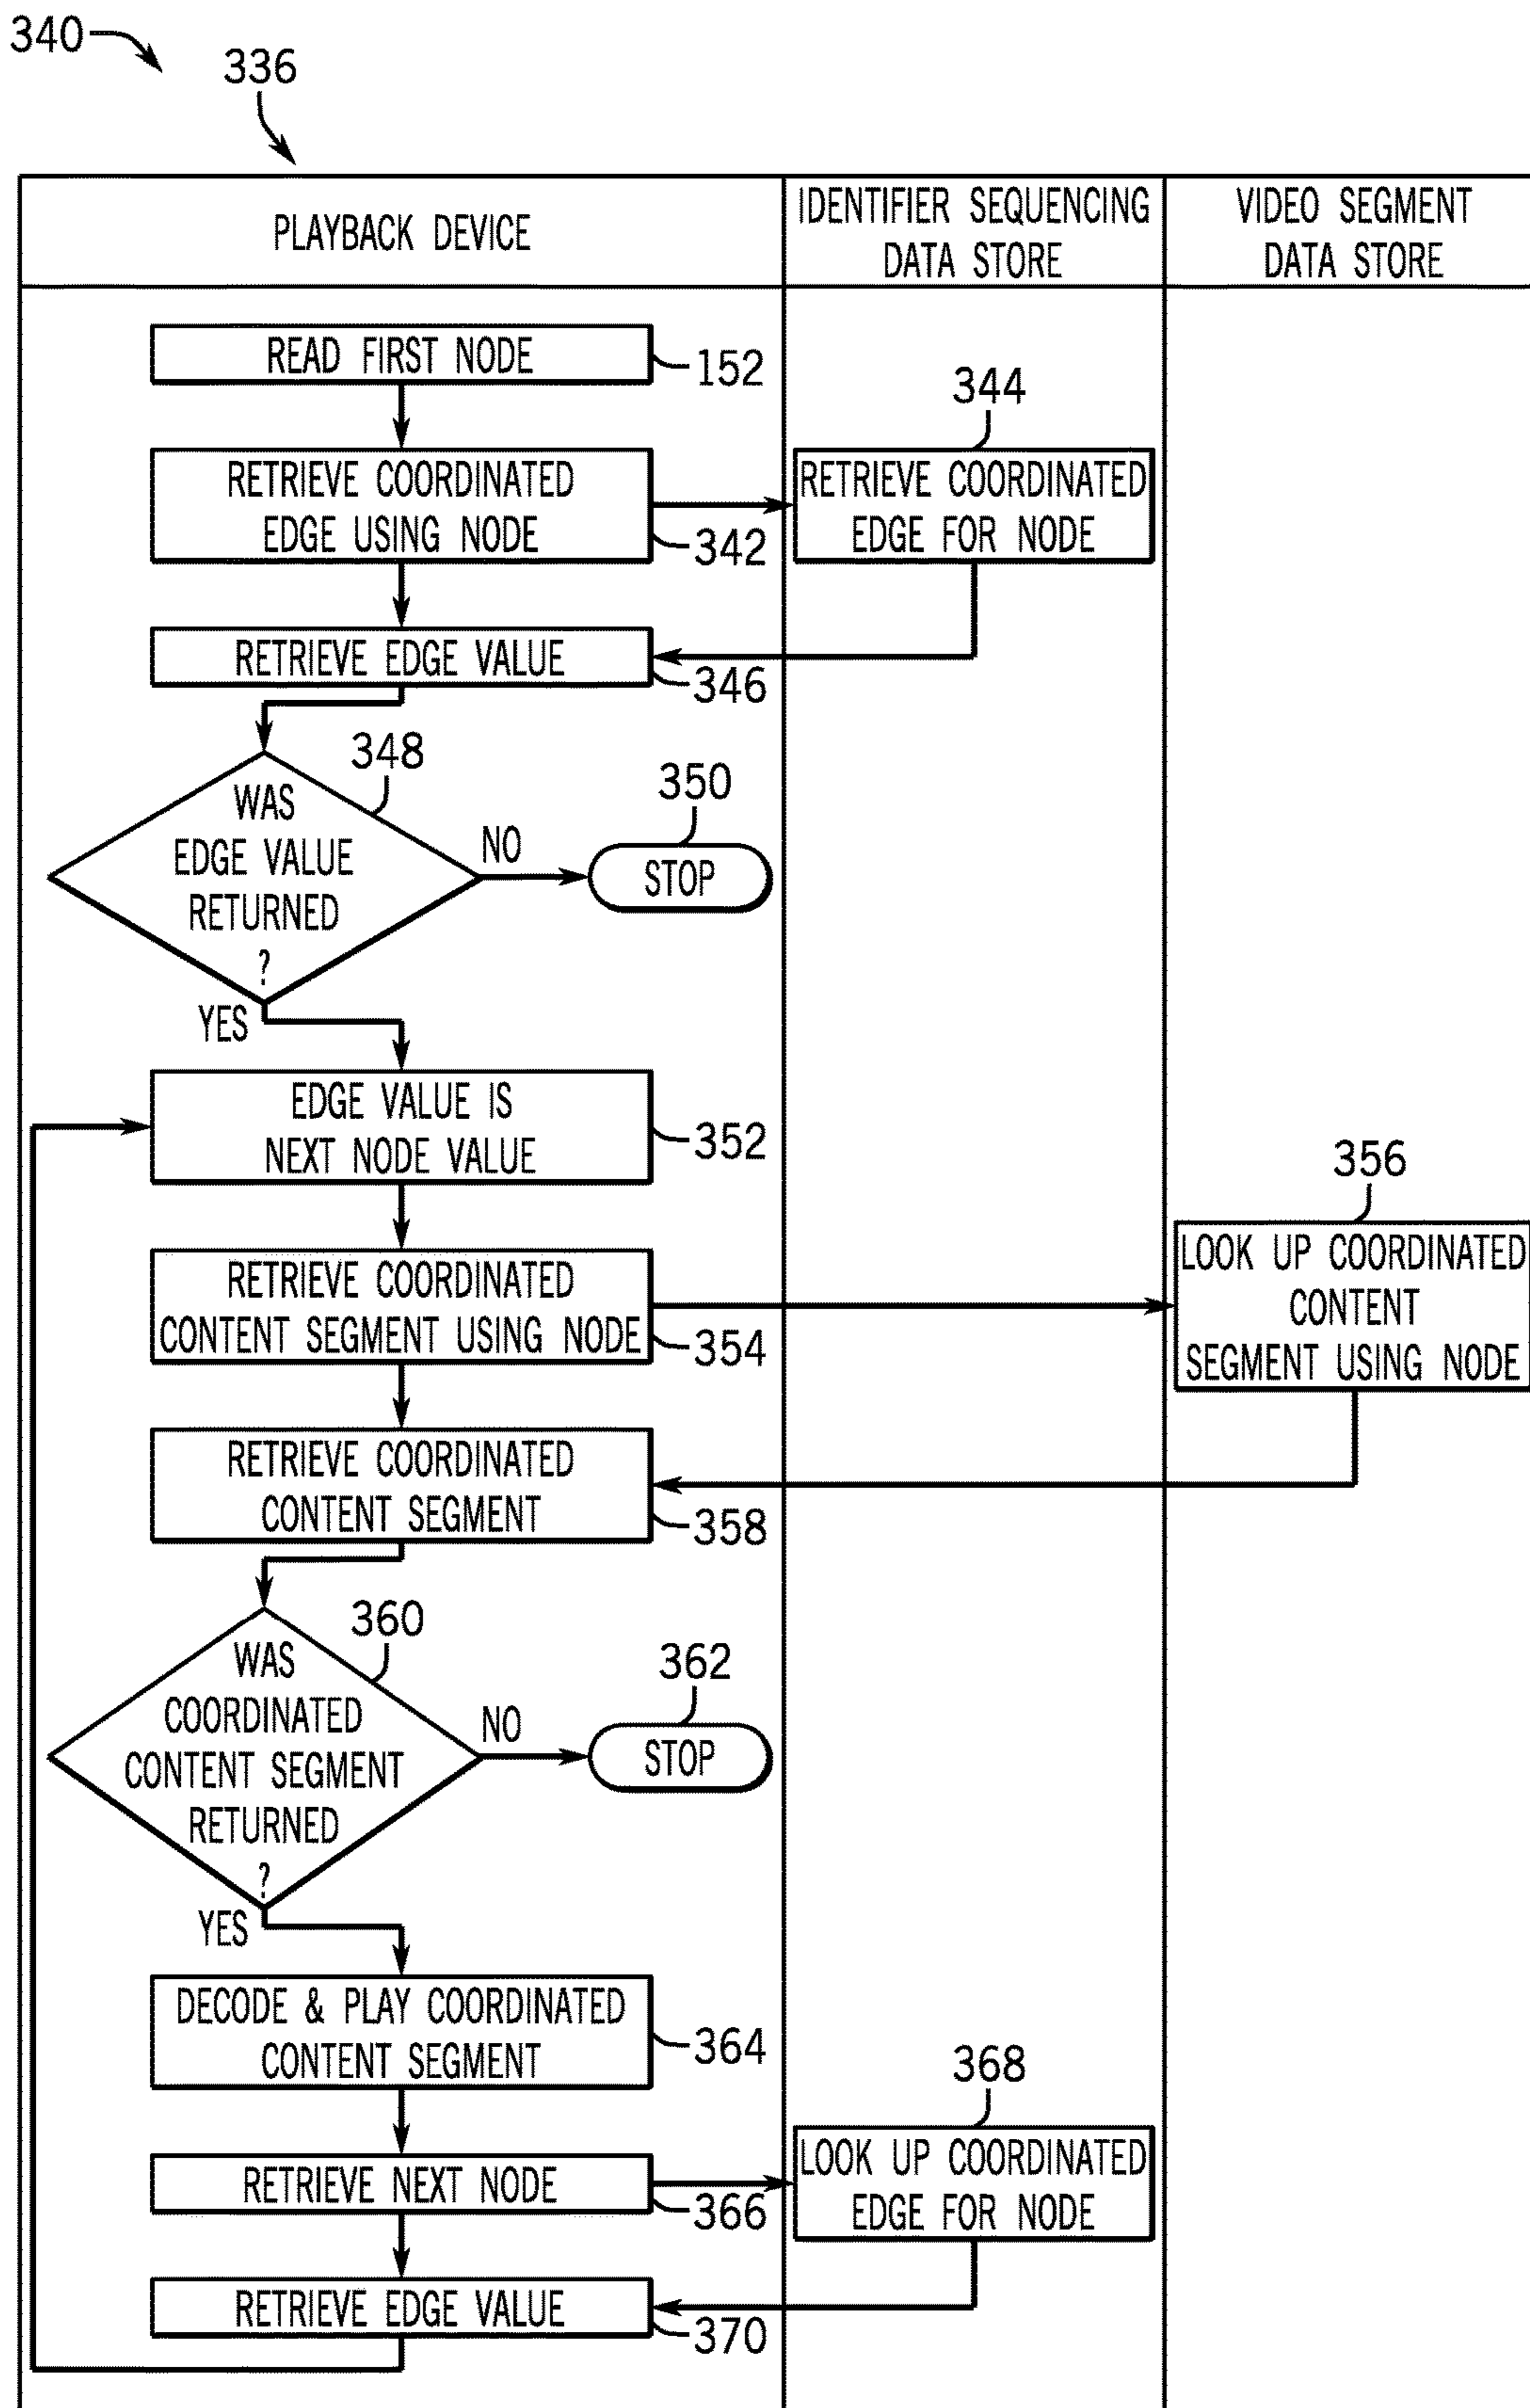 340
336
PLAYBACK DEVICE
IDENTIFIER SEQUENCING
DATA STORE
VIDEO SEGMENT
DATA STORE
READ FIRST NODE
152
344
RETRIEVE COORDINATED
EDGE USING NODE
342
RETRIEVE COORDINATED
EDGE FOR NODE
RETRIEVE EDGE VALUE
346
348
WAS
EDGE VALUE
RETURNED
?
NO
350
STOP
YES
EDGE VALUE IS
NEXT NODE VALUE
352
356
RETRIEVE COORDINATED
CONTENT SEGMENT USING NODE
354
LOOK UP COORDINATED
CONTENT
SEGMENT USING NODE
RETRIEVE COORDINATED
CONTENT SEGMENT
358
360
WAS
COORDINATED
CONTENT SEGMENT
RETURNED
?
NO
362
STOP
YES
DECODE & PLAY COORDINATED
CONTENT SEGMENT
364
368
RETRIEVE NEXT NODE
366
LOOK UP COORDINATED
EDGE FOR NODE
RETRIEVE EDGE VALUE
370